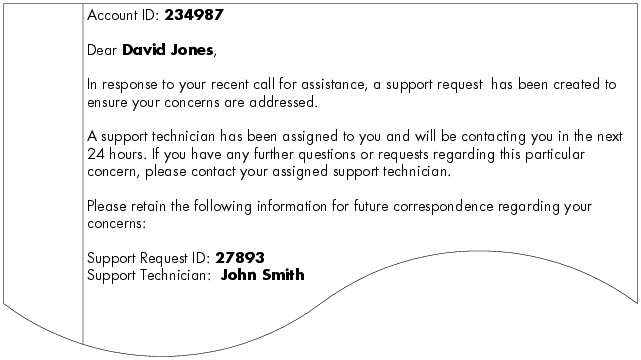 Account ID: 234987
Dear David Jones,
In response to your recent call for assistance, a support request has been created to
ensure your concerns are addressed.
A support technician has been assigned to you and will be contacting you in the next
24 hours. If you have any further questions or requests regarding this particular
concern, please contact your assigned support technician.
Please retain the following information for future correspondence regarding your
concerns:
Support Request ID: 27893
Support Technician: John Smith